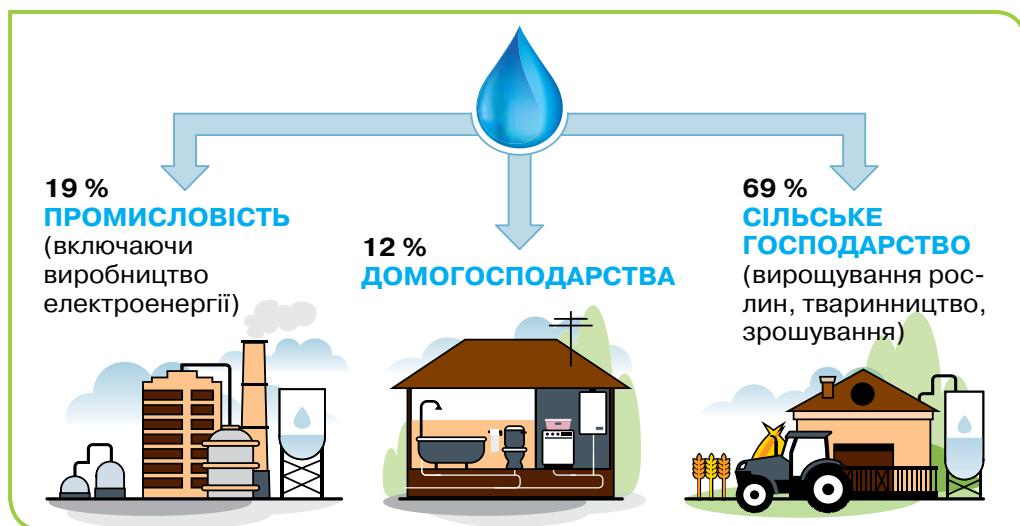 19 %
ПРОМИСЛОВІСТЬ
(включаючи
виробництво
електроенергії)
12 %
ДОМОГОСПОДАРСТВА
69 %
СІЛЬСЬКЕ
ГОСПОДАРСТВО
(вирощування рос-
лин, тваринництво,
зрошування)